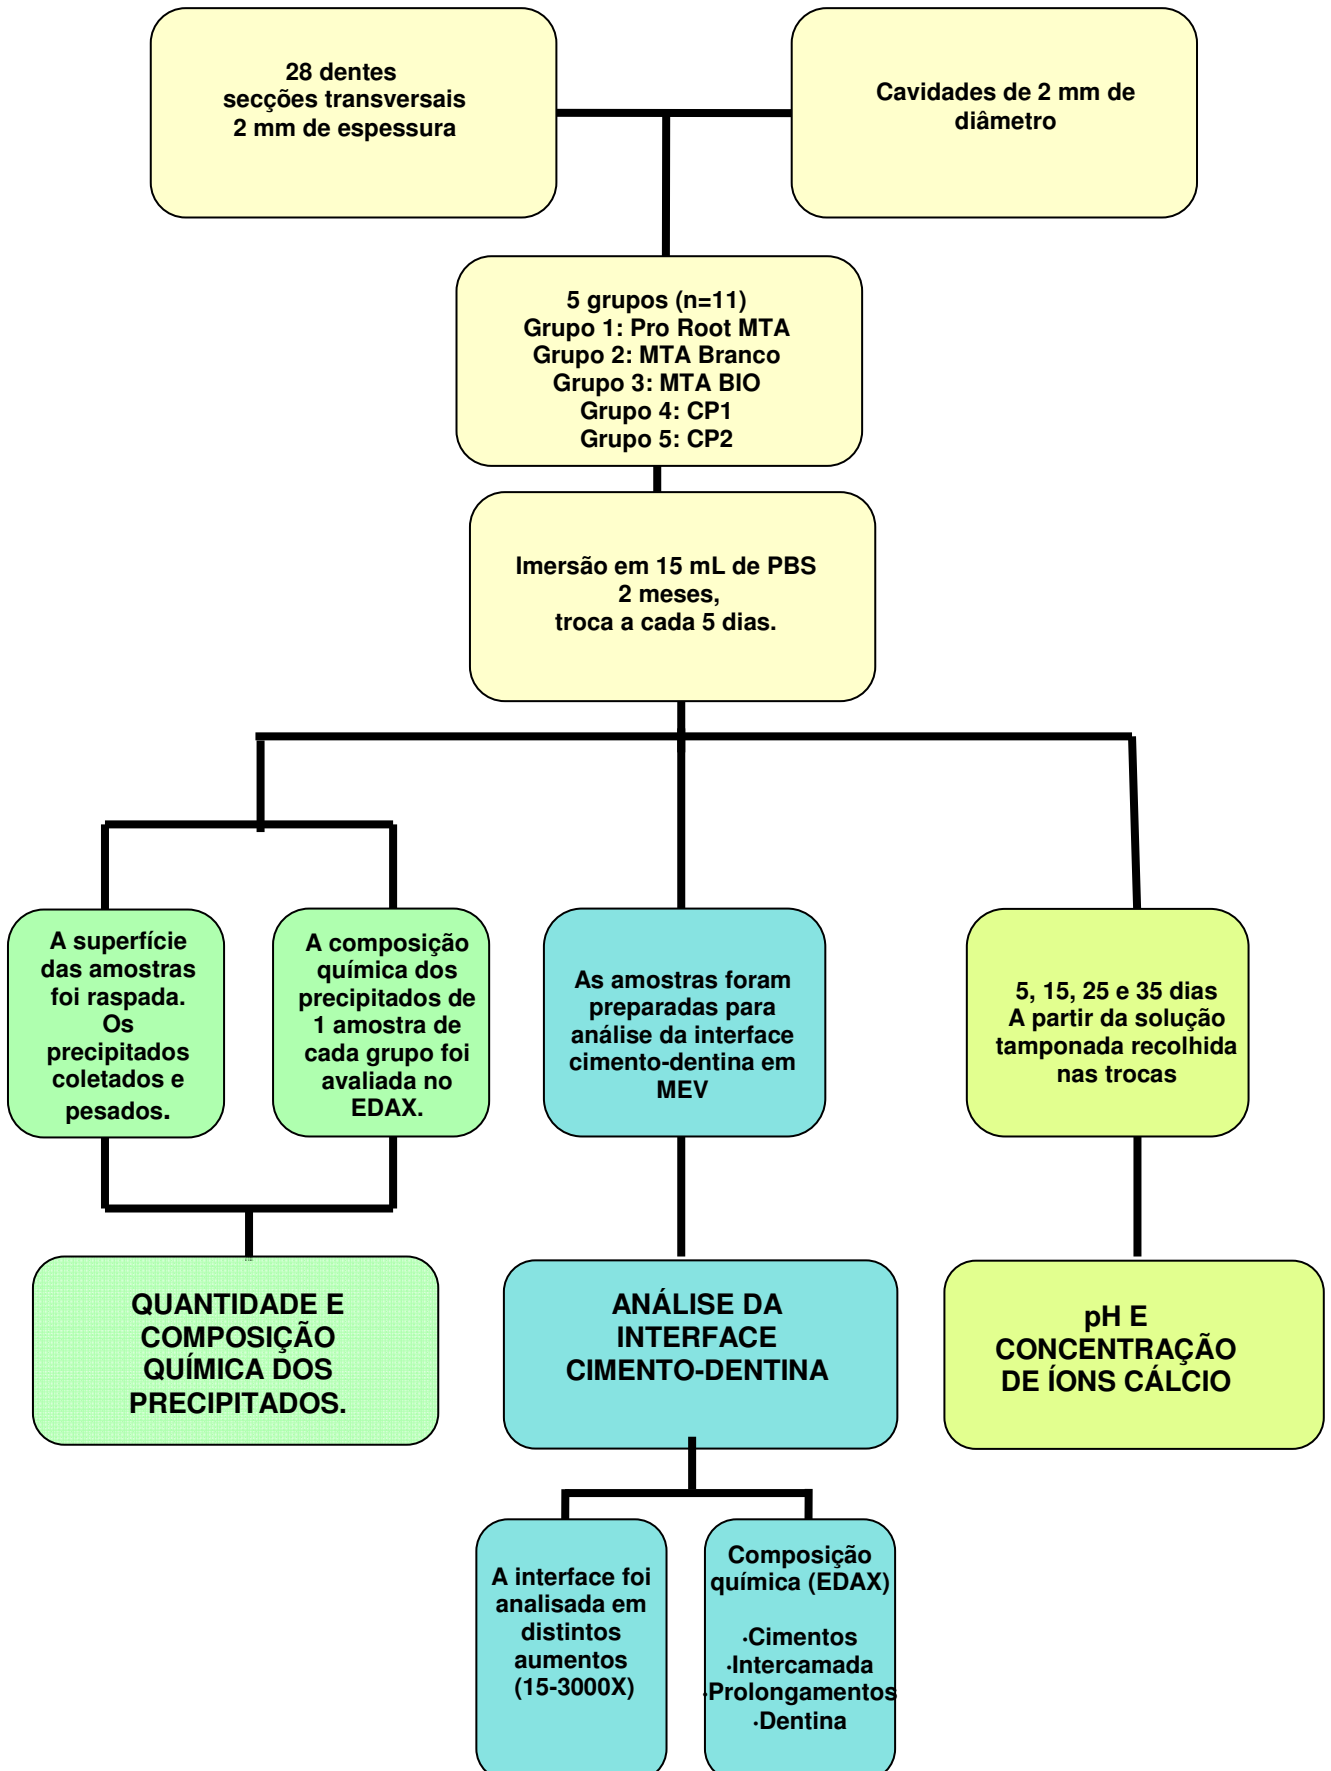 28 dentes
secções transversais
2 mm de espessura
Cavidades de 2 mm de
diâmetro
5 grupos (n=11)
Grupo 1: Pro Root MTA
Grupo 2: MTA Branco
Grupo 3: MTA BIO
Grupo 4: CP1
Grupo 5: CP2
Imersão em 15 mL de PBS
2 meses,
troca a cada 5 dias.
A superfície
das amostras
foi raspada.
Os
precipitados
coletados e
pesados.
A composição
química dos
precipitados de
1 amostra de
cada grupo foi
avaliada no
EDAX.
As amostras foram
preparadas para
análise da interface
cimento-dentina em
MEV
5, 15, 25 e 35 dias
A partir da solução
tamponada recolhida
nas trocas
QUANTIDADE E
COMPOSIÇÃO
QUÍMICA DOS
PRECIPITADOS.
ANÁLISE DA
INTERFACE
CIMENTO-DENTINA
pH E
CONCENTRAÇÃO
DE ÍONS CÁLCIO
A interface foi
analisada em
distintos
aumentos
(15-3000X)
Composição
química (EDAX)
·Cimentos
·Intercamada
·Prolongamentos
·Dentina